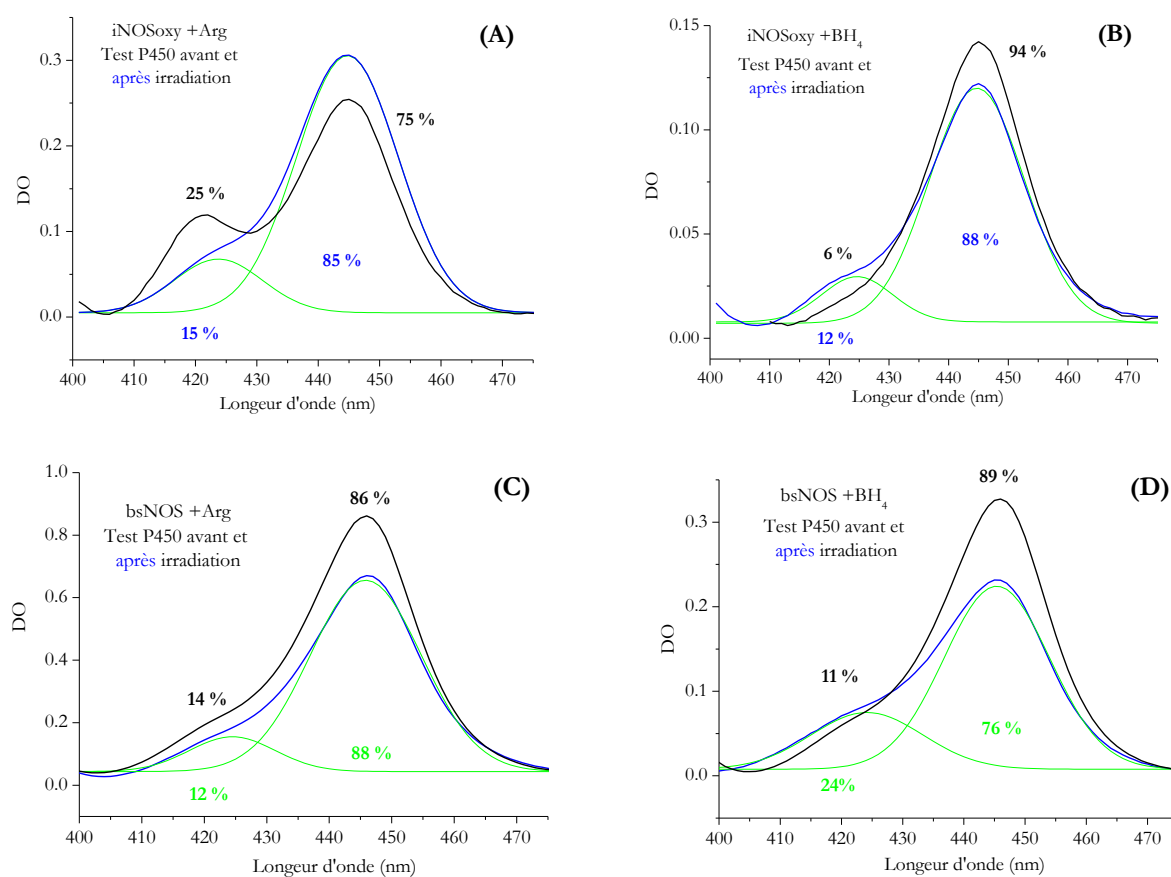 iNOSoxy +Arg
Test P450 avant et
après irradiation
(A)
25 %
75 %
85 %
15 %
DO
0.3
0.2
0.1
0.0
400 410 420 430 440 450 460 470
Longeur d'onde (nm)
iNOSoxy +BH4
Test P450 avant et
après irradiation
(B)
94 %
6 %
88 %
12 %
DO
0.15
0.10
0.05
0.00
400 410 420 430 440 450 460 470
Longeur d'onde (nm)
bsNOS +Arg
Test P450 avant et
après irradiation
(C)
86 %
14 %
88 %
12 %
DO
1.0
0.8
0.6
0.4
0.2
0.0
400 410 420 430 440 450 460 470
Longeur d'onde (nm)
bsNOS +BH4
Test P450 avant et
après irradiation
(D)
89 %
11 %
76 %
24%
DO
0.3
0.2
0.1
0.0
400 410 420 430 440 450 460 470
Longeur d'onde (nm)